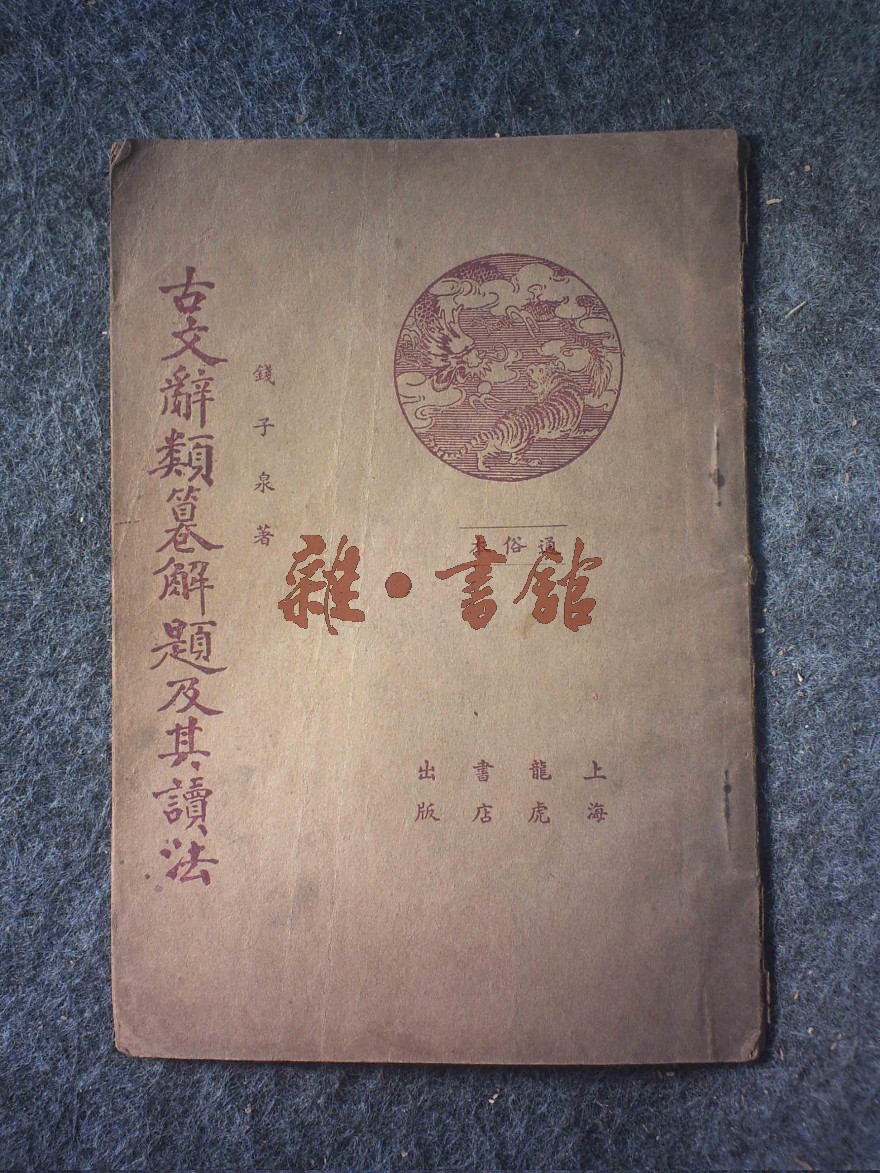 通俗本
上海
龍虎
書店
出版
錢子泉著
古文辭類篹解題及其讀法
雜·書館